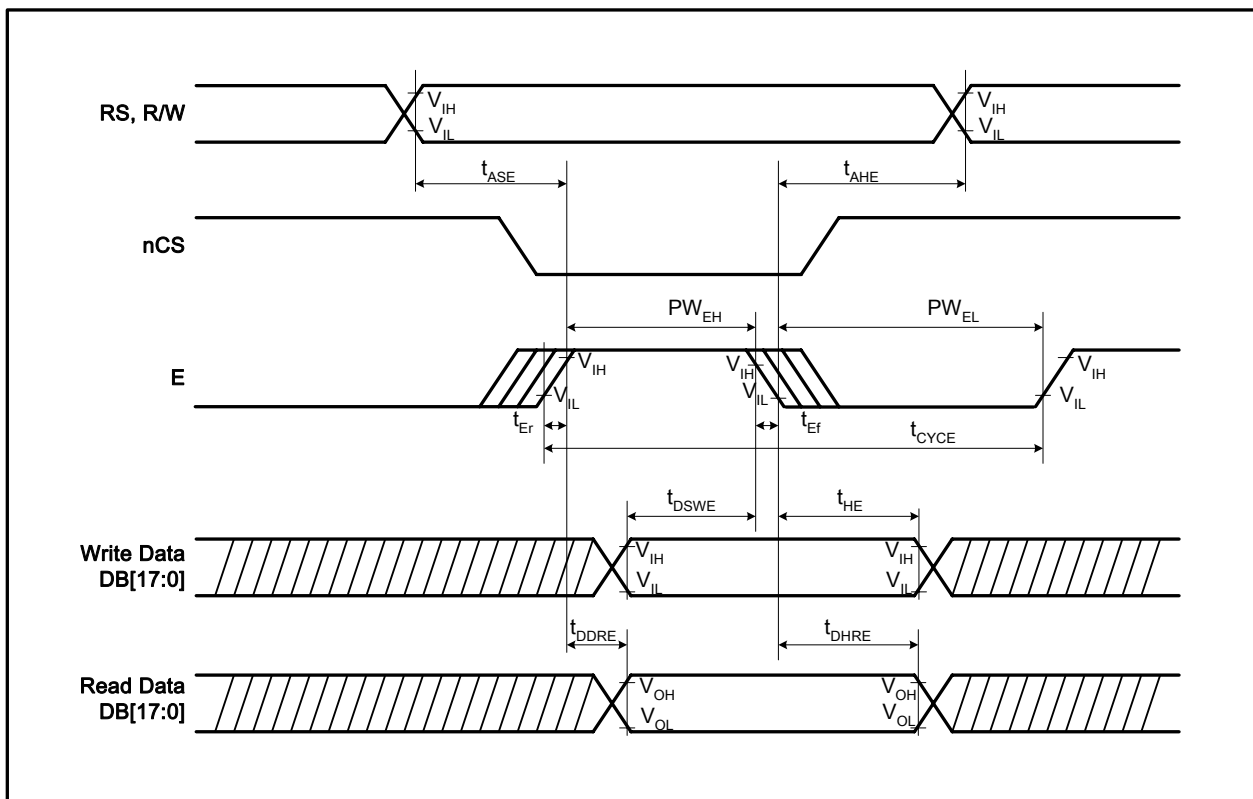 RS, R/W
VIH
VIL
VIH
VIL
tASE
tAHE
nCS
PWEH
PWEL
E
VIH
VIL
VIH
VIL
VIH
VIL
tEr
tEf
tCYCE
tDSWE
tHE
Write Data
DB[17:0]
VIH
VIL
VIH
VIL
tDDRE
tDHRE
Read Data
DB[17:0]
VOH
VOL
VOH
VOL